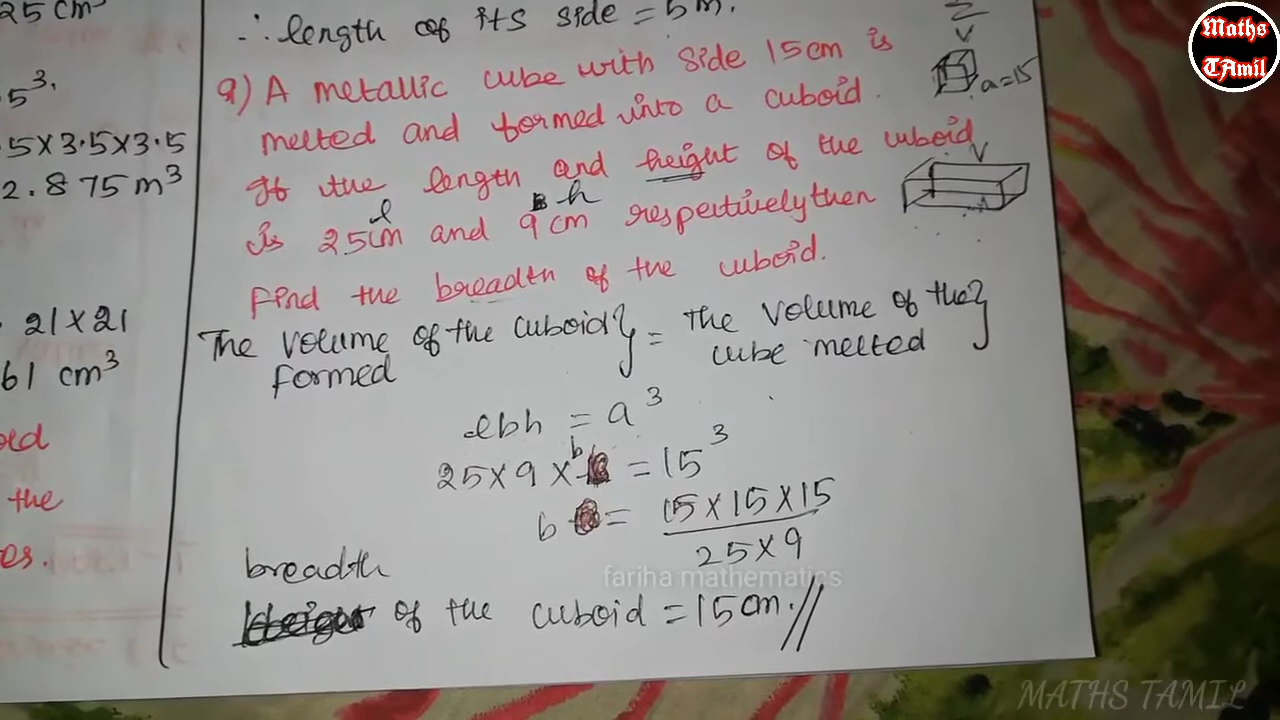 25 cm³
5³.
5×3.5×3.5
2.875 m³
21×21
61 cm³
the
es.
∴ length of its side = 5m.
9) A metallic cube with side 15cm is
melted and formed into a cuboid.
If the length and height of the cuboid
l h
is 25cm and 9cm respectively then
Find the breadth of the cuboid.
V
a=15
V
The volume of the cuboid} = The volume of the}
formed cube melted
lbh = a³
25×9×b = 15³
b = 15×15×15
25×9
breadth
of the cuboid = 15cm.//
Maths
TAmil
fariha mathematics
MATHS TAMIL